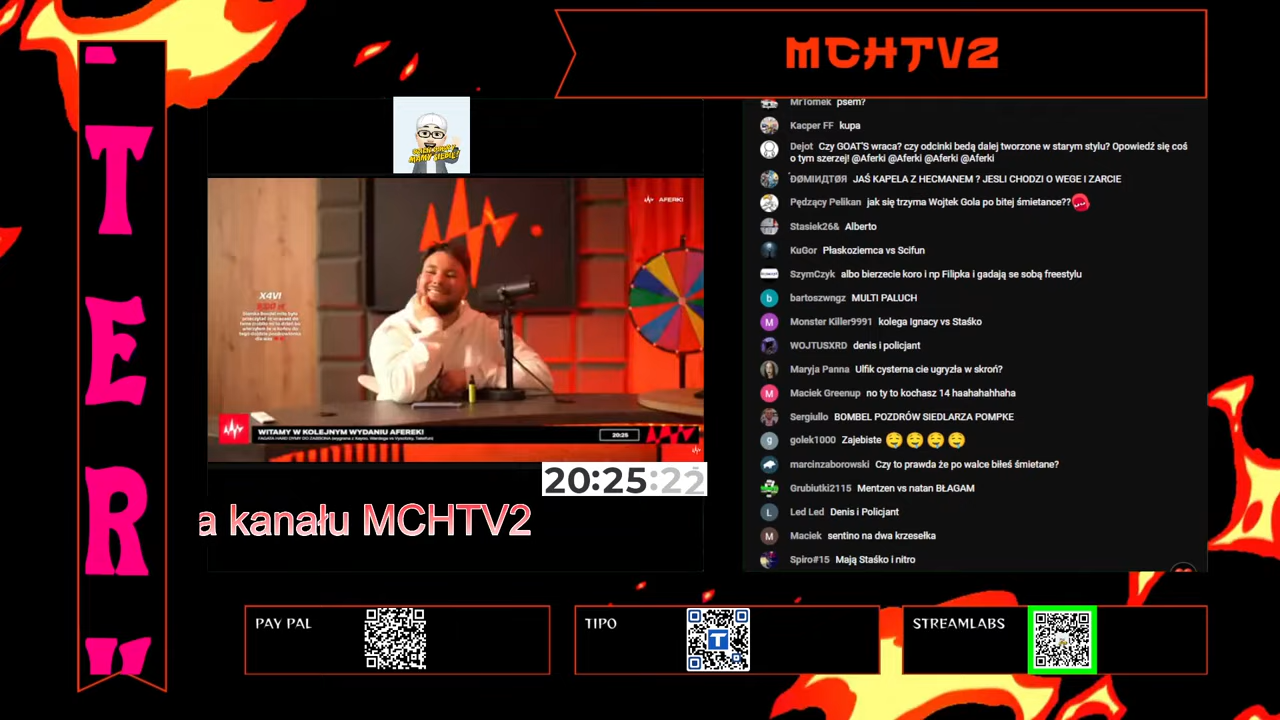 MCHTV2
T
E
R
MAMY CIEBIE!
AFERKI
X4VI
WITAMY W KOLEJNYM WYDANIU AFEREK!
20:25
20:25:22
a kanału MCHTV2
MrTomek psem?
Kacper FF kupa
Dejot Czy GOAT'S wraca? czy odcinki bedą dalej tworzone w starym stylu? Opowiedź się coś
o tym szerzej! @Aferki @Aferki @Aferki @Aferki
ĐØMIИДTØЯ JAŚ KAPELA Z HECMANEM ? JESLI CHODZI O WEGE I ZARCIE
Pędzący Pelikan jak się trzyma Wojtek Gola po bitej śmietance??
Stasiek26& Alberto
KuGor Płaskoziemca vs Scifun
SzymCzyk albo bierzecie koro i np Filipka i gadają se sobą freestylu
bartoszwngz MULTI PALUCH
Monster Killer9991 kolega Ignacy vs Staśko
WOJTUSXRD denis i policjant
Maryja Panna Ulfik cysterna cie ugryzła w skroń?
Maciek Greenup no ty to kochasz 14 haahahahhaha
Sergiullo BOMBEL POZDRÓW SIEDLARZA POMPKE
golek1000 Zajebiste 🤤🤤🤤🤤
marcinzaborowski Czy to prawda że po walce biłeś śmietane?
Grubiutki2115 Mentzen vs natan BŁAGAM
Led Led Denis i Policjant
Maciek sentino na dwa krzesełka
Spiro#15 Mają Staśko i nitro
PAY PAL
TIPO
T
STREAMLABS